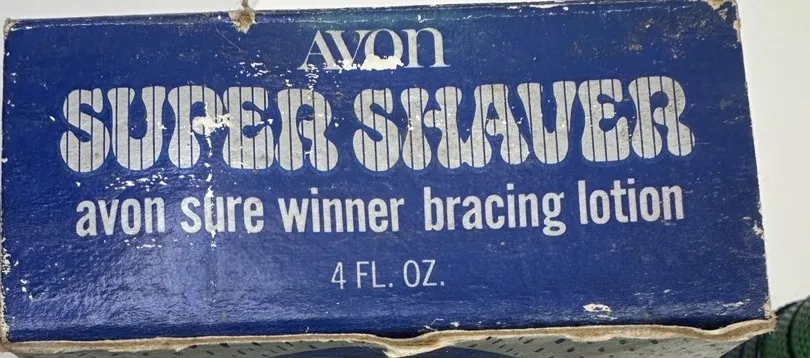 AVON
SUPER SHAVER
avon sure winner bracing lotion
4 FL. OZ.